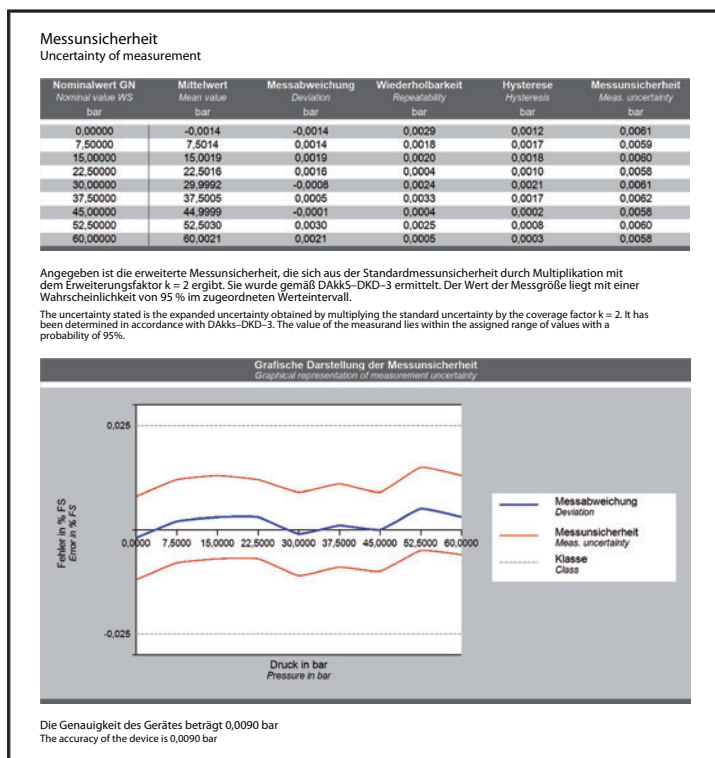 Messunsicherheit
Uncertainty of measurement
Nominalwert GN Mittelwert Messabweichung Wiederholbarkeit Hysterese Messunsicherheit
Nominal value WS Mean value Deviation Repeatability Hysteresis Meas. uncertainty
bar bar bar bar bar bar
0,00000 -0,0014 -0,0014 0,0029 0,0012 0,0061
7,50000 7,5014 0,0014 0,0018 0,0017 0,0059
15,00000 15,0019 0,0019 0,0020 0,0018 0,0060
22,50000 22,5016 0,0016 0,0004 0,0010 0,0058
30,00000 29,9992 -0,0008 0,0024 0,0021 0,0061
37,50000 37,5005 0,0005 0,0033 0,0017 0,0062
45,00000 44,9999 -0,0001 0,0004 0,0002 0,0058
52,50000 52,5030 0,0030 0,0025 0,0008 0,0060
60,00000 60,0021 0,0021 0,0005 0,0003 0,0058
Angegeben ist die erweiterte Messunsicherheit, die sich aus der Standardmessunsicherheit durch Multiplikation mit
dem Erweiterungsfaktor k = 2 ergibt. Sie wurde gemäß DAkkS–DKD–3 ermittelt. Der Wert der Messgröße liegt mit einer
Wahrscheinlichkeit von 95 % im zugeordneten Werteintervall.
The uncertainty stated is the expanded uncertainty obtained by multiplying the standard uncertainty by the coverage factor k = 2. It has
been determined in accordance with DAkks–DKD–3. The value of the measurand lies within the assigned range of values with a
probability of 95%.
Grafische Darstellung der Messunsicherheit
Graphical representation of measurement uncertainty
0,025
Fehler in % FS
Error in % FS
0,0000 7,5000 15,0000 22,5000 30,0000 37,5000 45,0000 52,5000 60,0000
-0,025
Druck in bar
Pressure in bar
Messabweichung
Deviation
Messunsicherheit
Meas. uncertainty
Klasse
Class
Die Genauigkeit des Gerätes beträgt 0,0090 bar
The accuracy of the device is 0,0090 bar